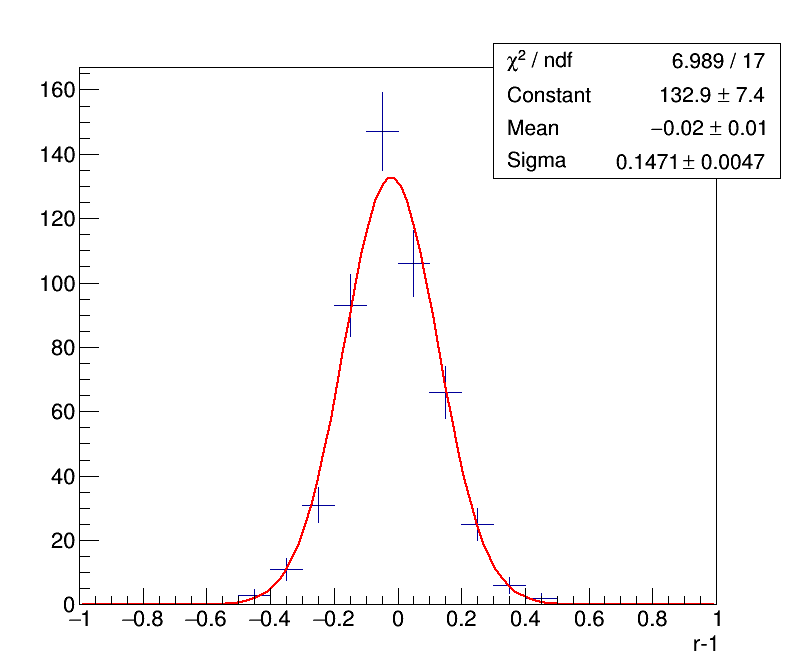 χ² / ndf 6.989 / 17
Constant 132.9 ± 7.4
Mean −0.02 ± 0.01
Sigma 0.1471 ± 0.0047
160
140
120
100
80
60
40
20
0
−1 −0.8 −0.6 −0.4 −0.2 0 0.2 0.4 0.6 0.8 1
r-1